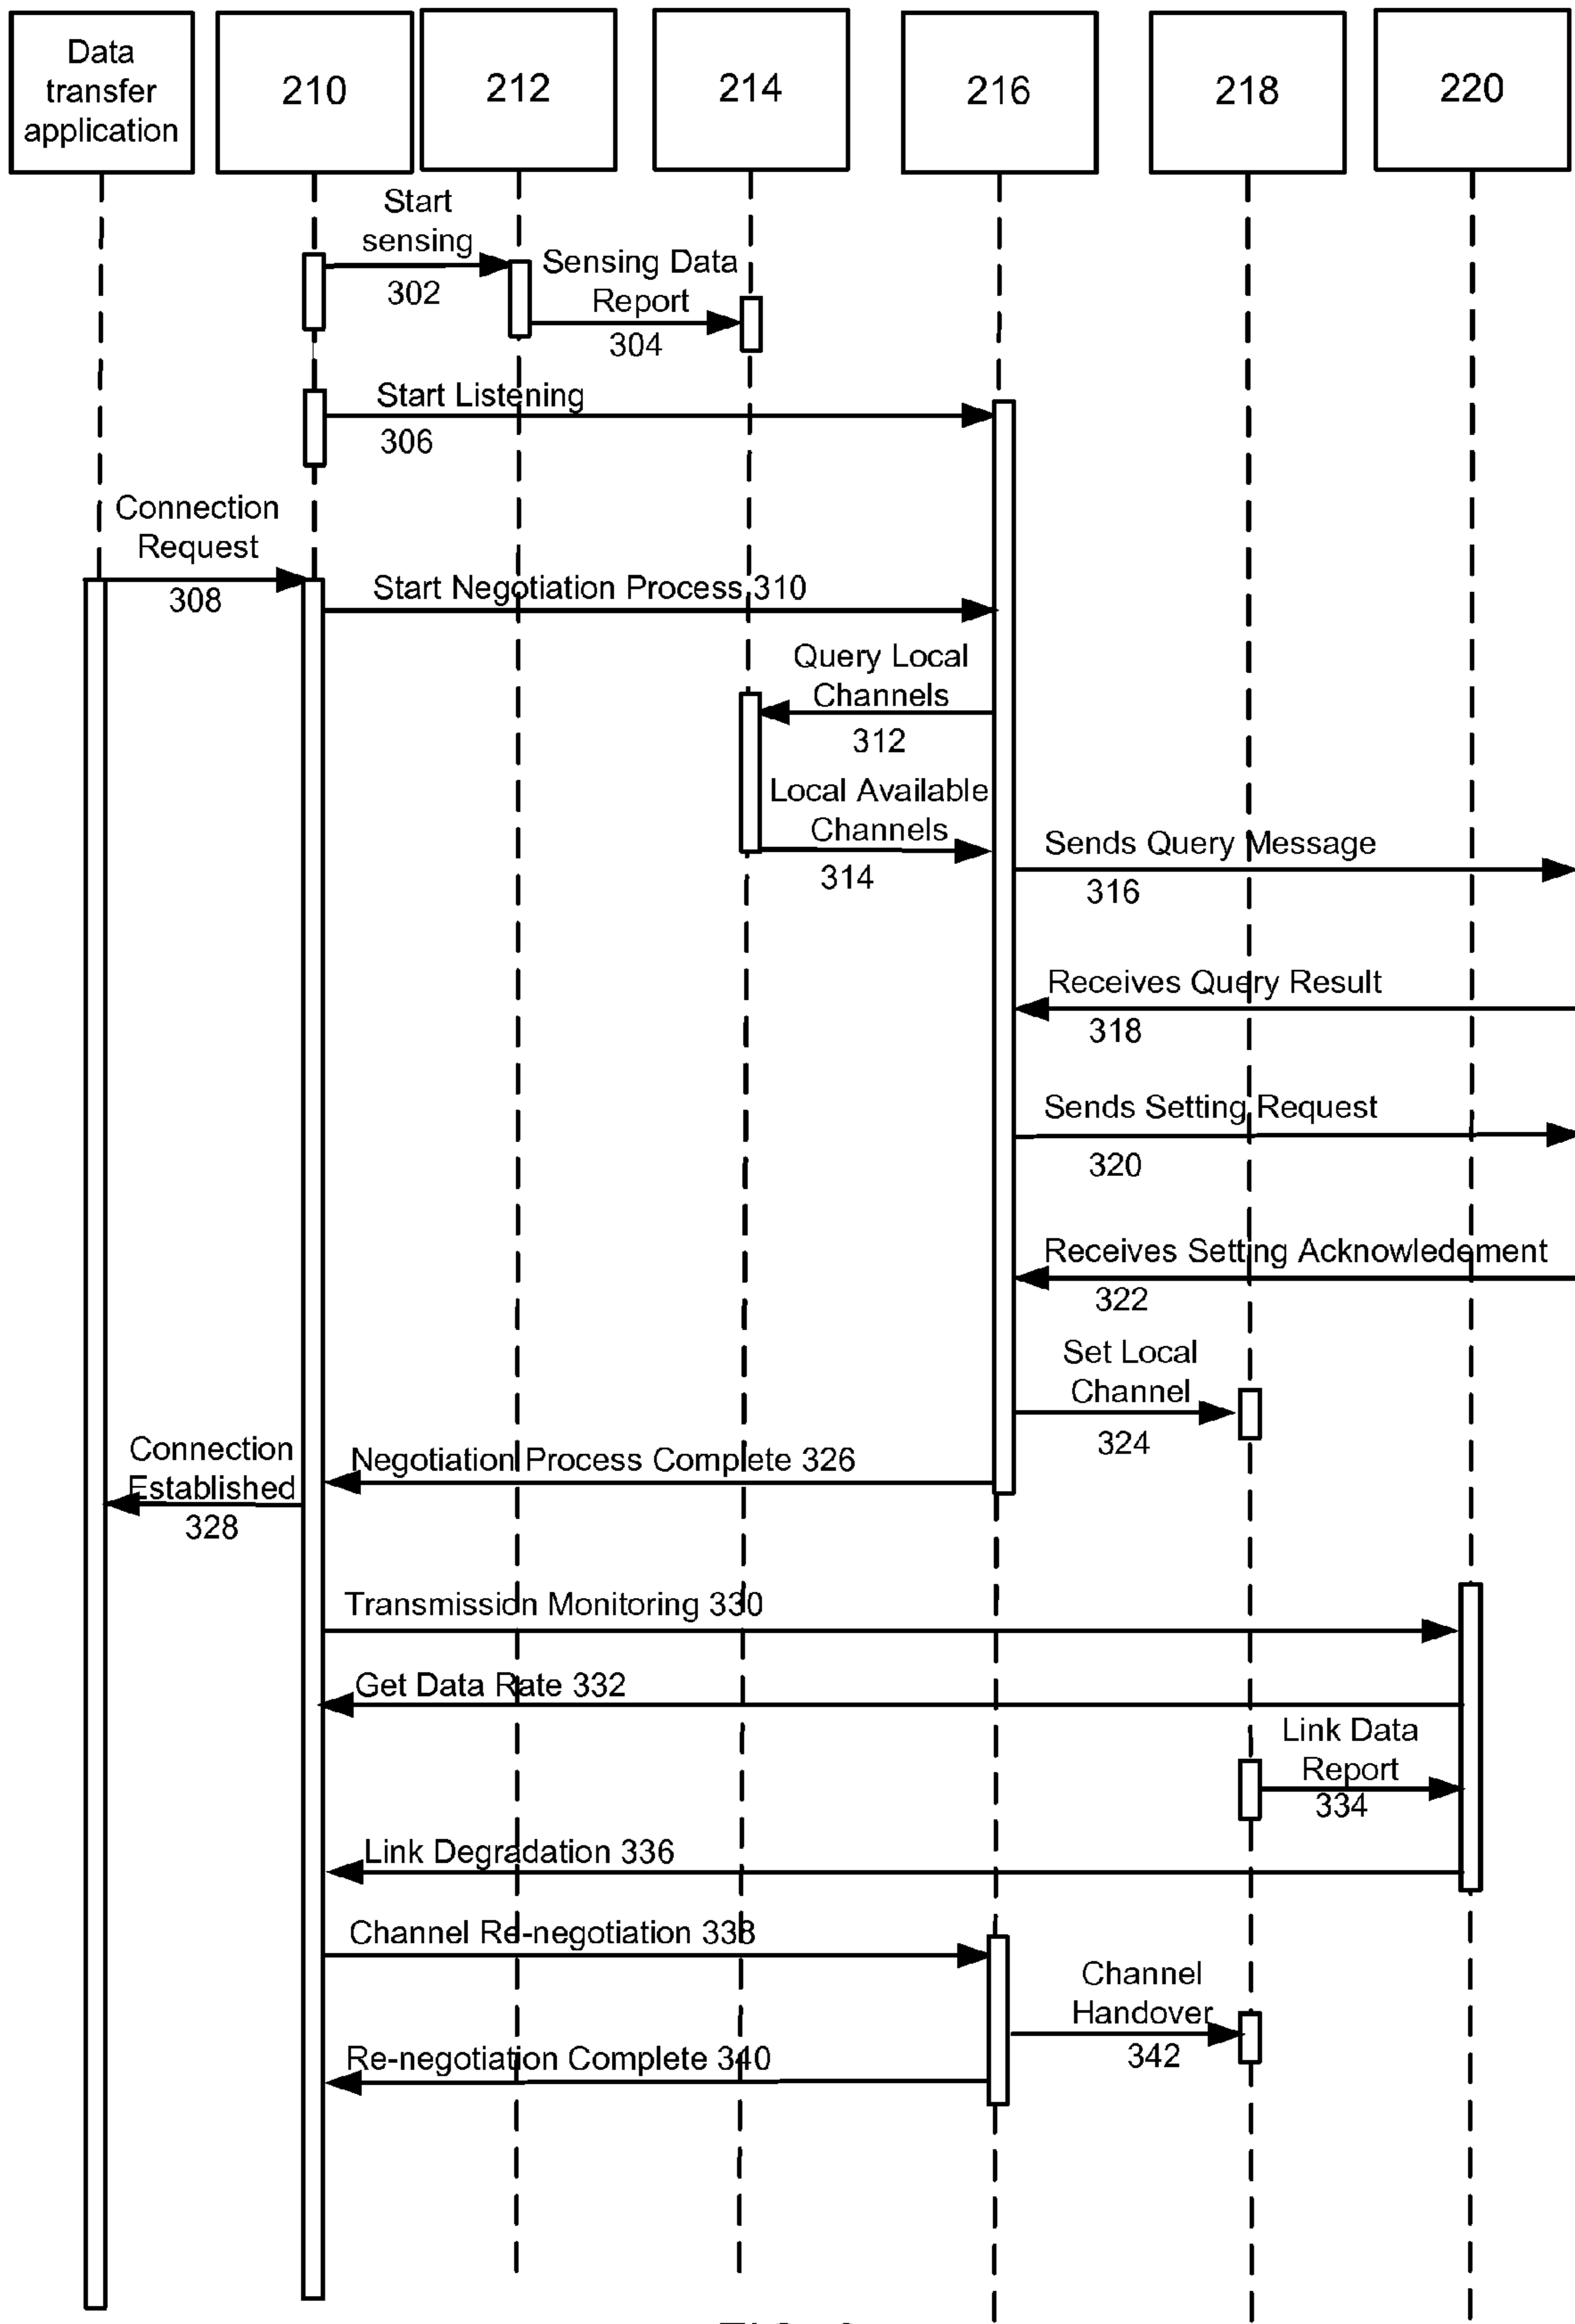 Data
transfer
application
210
212
214
216
218
220
Start
sensing
302
Sensing Data
Report
304
Start Listening
306
Connection
Request
308
Start Negotiation Process 310
Query Local
Channels
312
Local Available
Channels
314
Sends Query Message
316
Receives Query Result
318
Sends Setting Request
320
Receives Setting Acknowledement
322
Set Local
Channel
324
Negotiation Process Complete 326
Connection
Established
328
Transmission Monitoring 330
Get Data Rate 332
Link Data
Report
334
Link Degradation 336
Channel Re-negotiation 338
Channel
Handover
342
Re-negotiation Complete 340